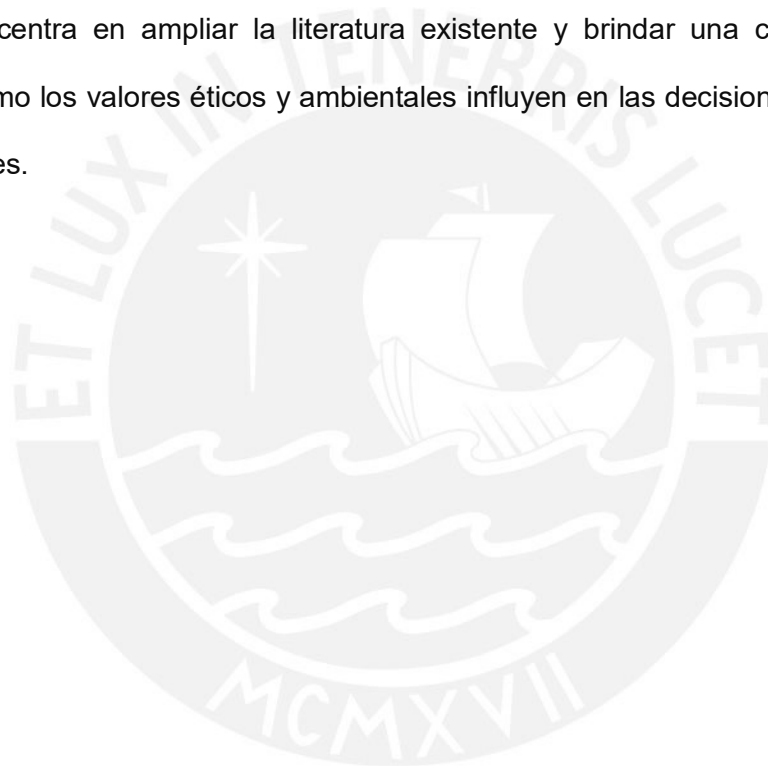 centra en ampliar la literatura existente y brindar una c
mo los valores éticos y ambientales influyen en las decision
es.
ET LUX IN TENEBRIS LUCET
MCMXVII